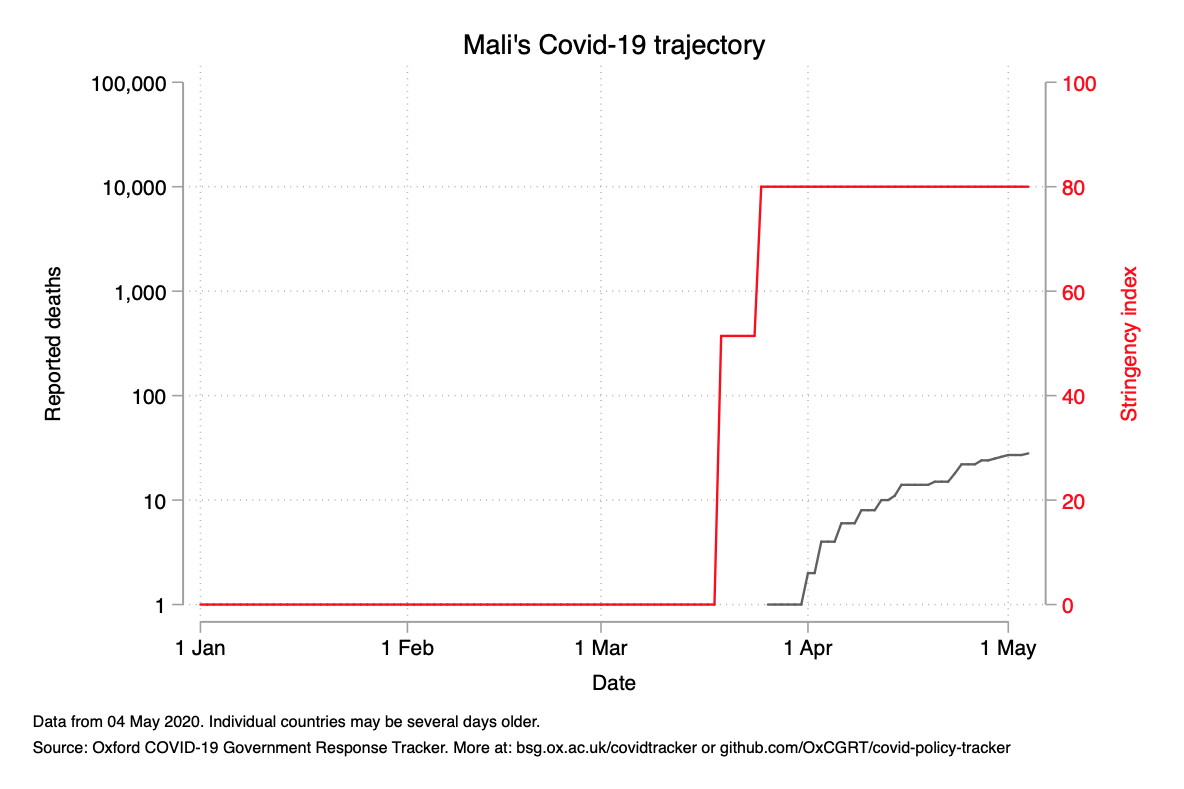 Mali's Covid-19 trajectory
100,000
10,000
1,000
100
10
1
Reported deaths
100
80
60
40
20
0
Stringency index
1 Jan
1 Feb
1 Mar
1 Apr
1 May
Date
Data from 04 May 2020. Individual countries may be several days older.
Source: Oxford COVID-19 Government Response Tracker. More at: bsg.ox.ac.uk/covidtracker or github.com/OxCGRT/covid-policy-tracker